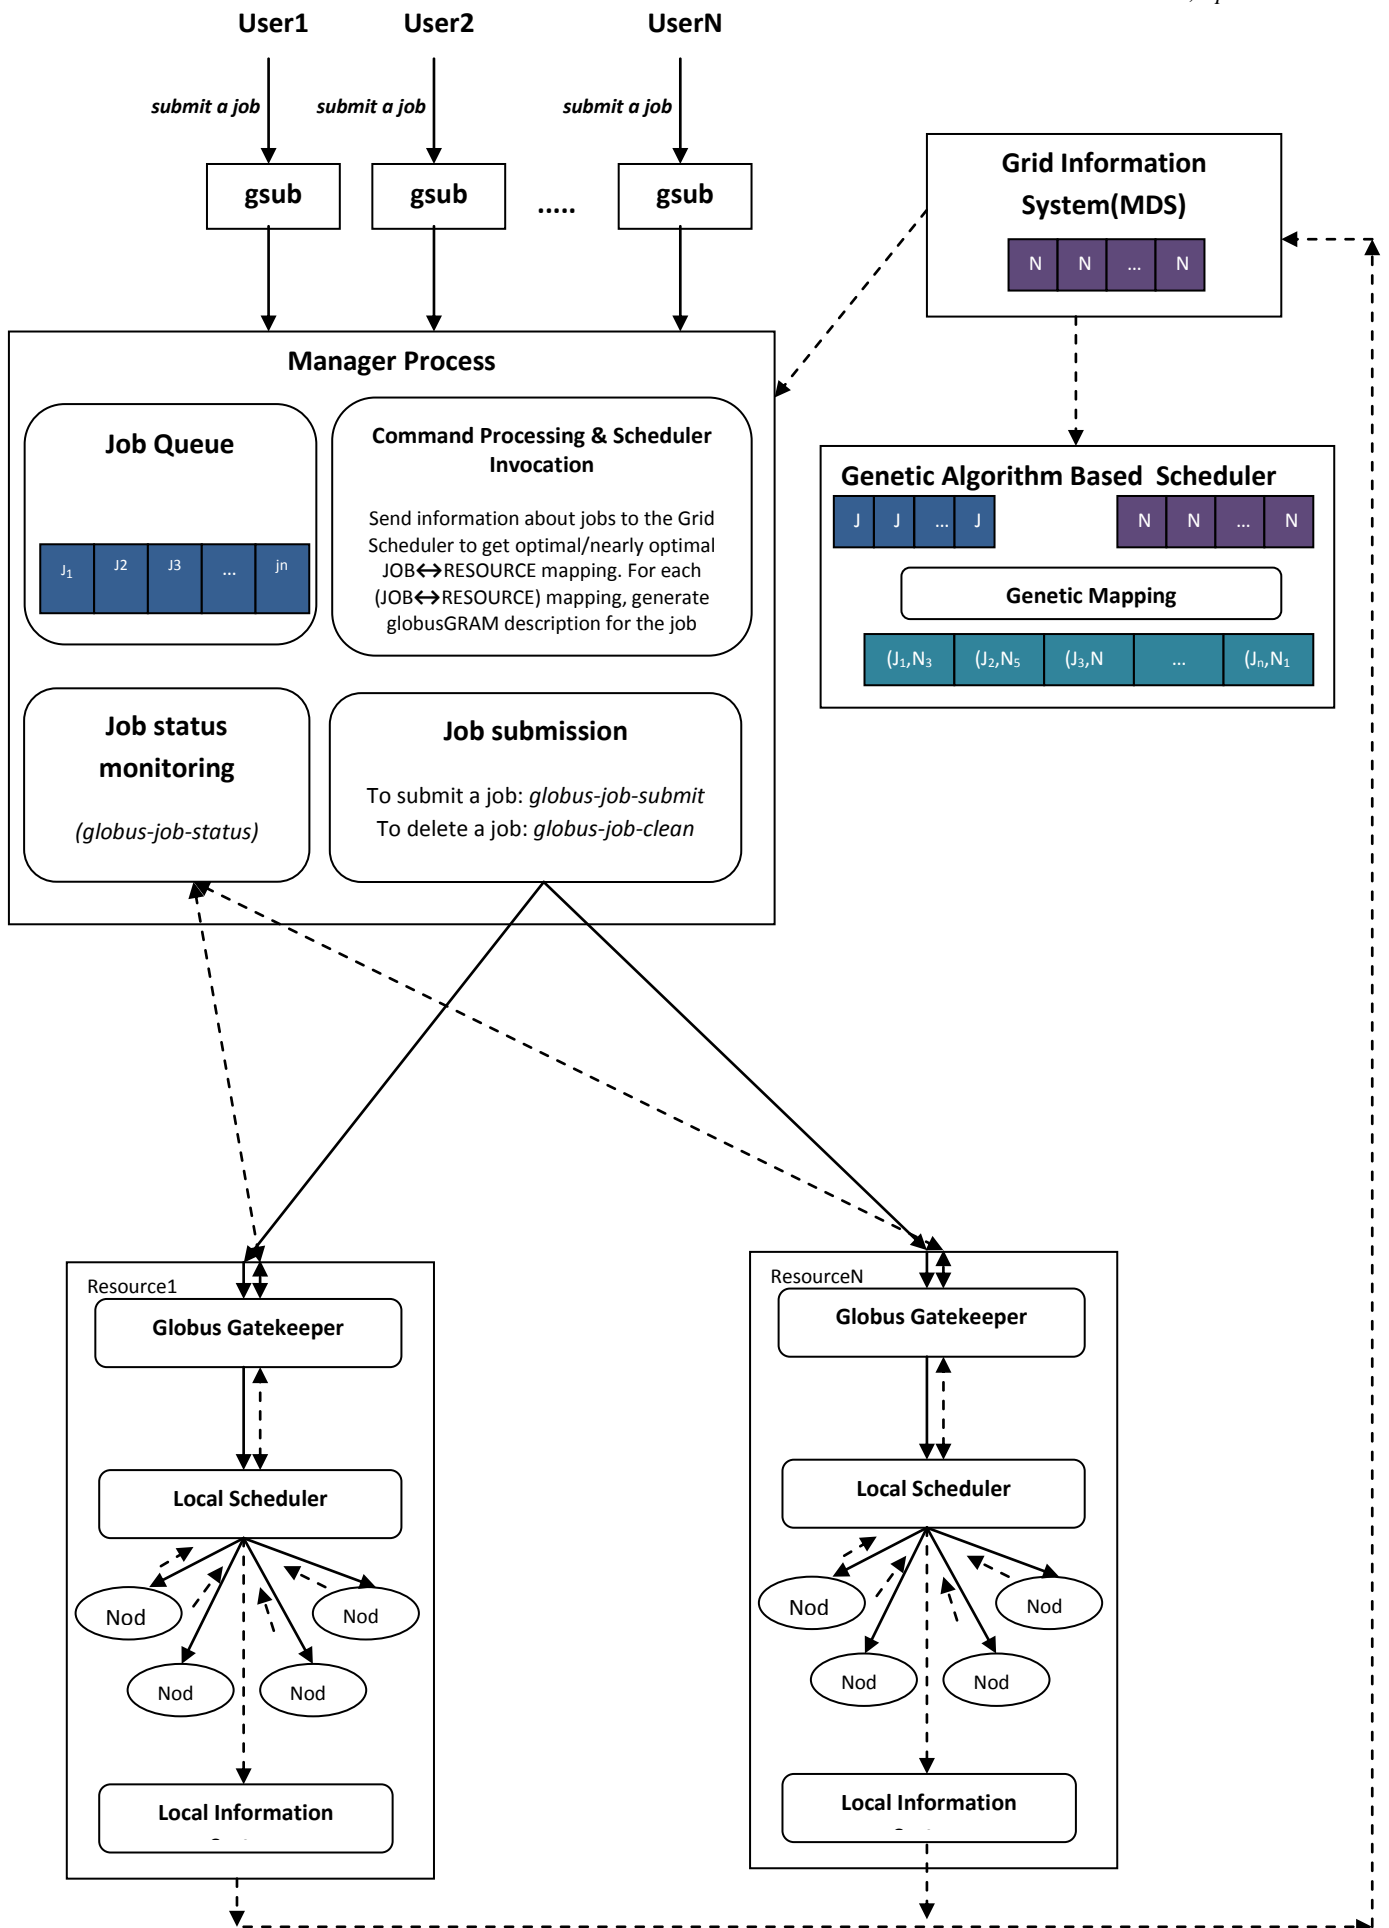 User1
User2
UserN
submit a job
submit a job
submit a job
gsub
gsub
.....
gsub
Grid Information
System(MDS)
N N ... N
Manager Process
Job Queue
J1 J2 J3 ... jn
Command Processing & Scheduler
Invocation
Send information about jobs to the Grid
Scheduler to get optimal/nearly optimal
JOB↔RESOURCE mapping. For each
(JOB↔RESOURCE) mapping, generate
globusGRAM description for the job
Genetic Algorithm Based Scheduler
J J ... J
N N ... N
Genetic Mapping
(J1,N3 (J2,N5 (J3,N ... (Jn,N1
Job status
monitoring
(globus-job-status)
Job submission
To submit a job: globus-job-submit
To delete a job: globus-job-clean
Resource1
Globus Gatekeeper
Local Scheduler
Nod
Nod
Nod
Nod
Local Information
ResourceN
Globus Gatekeeper
Local Scheduler
Nod
Nod
Nod
Nod
Local Information